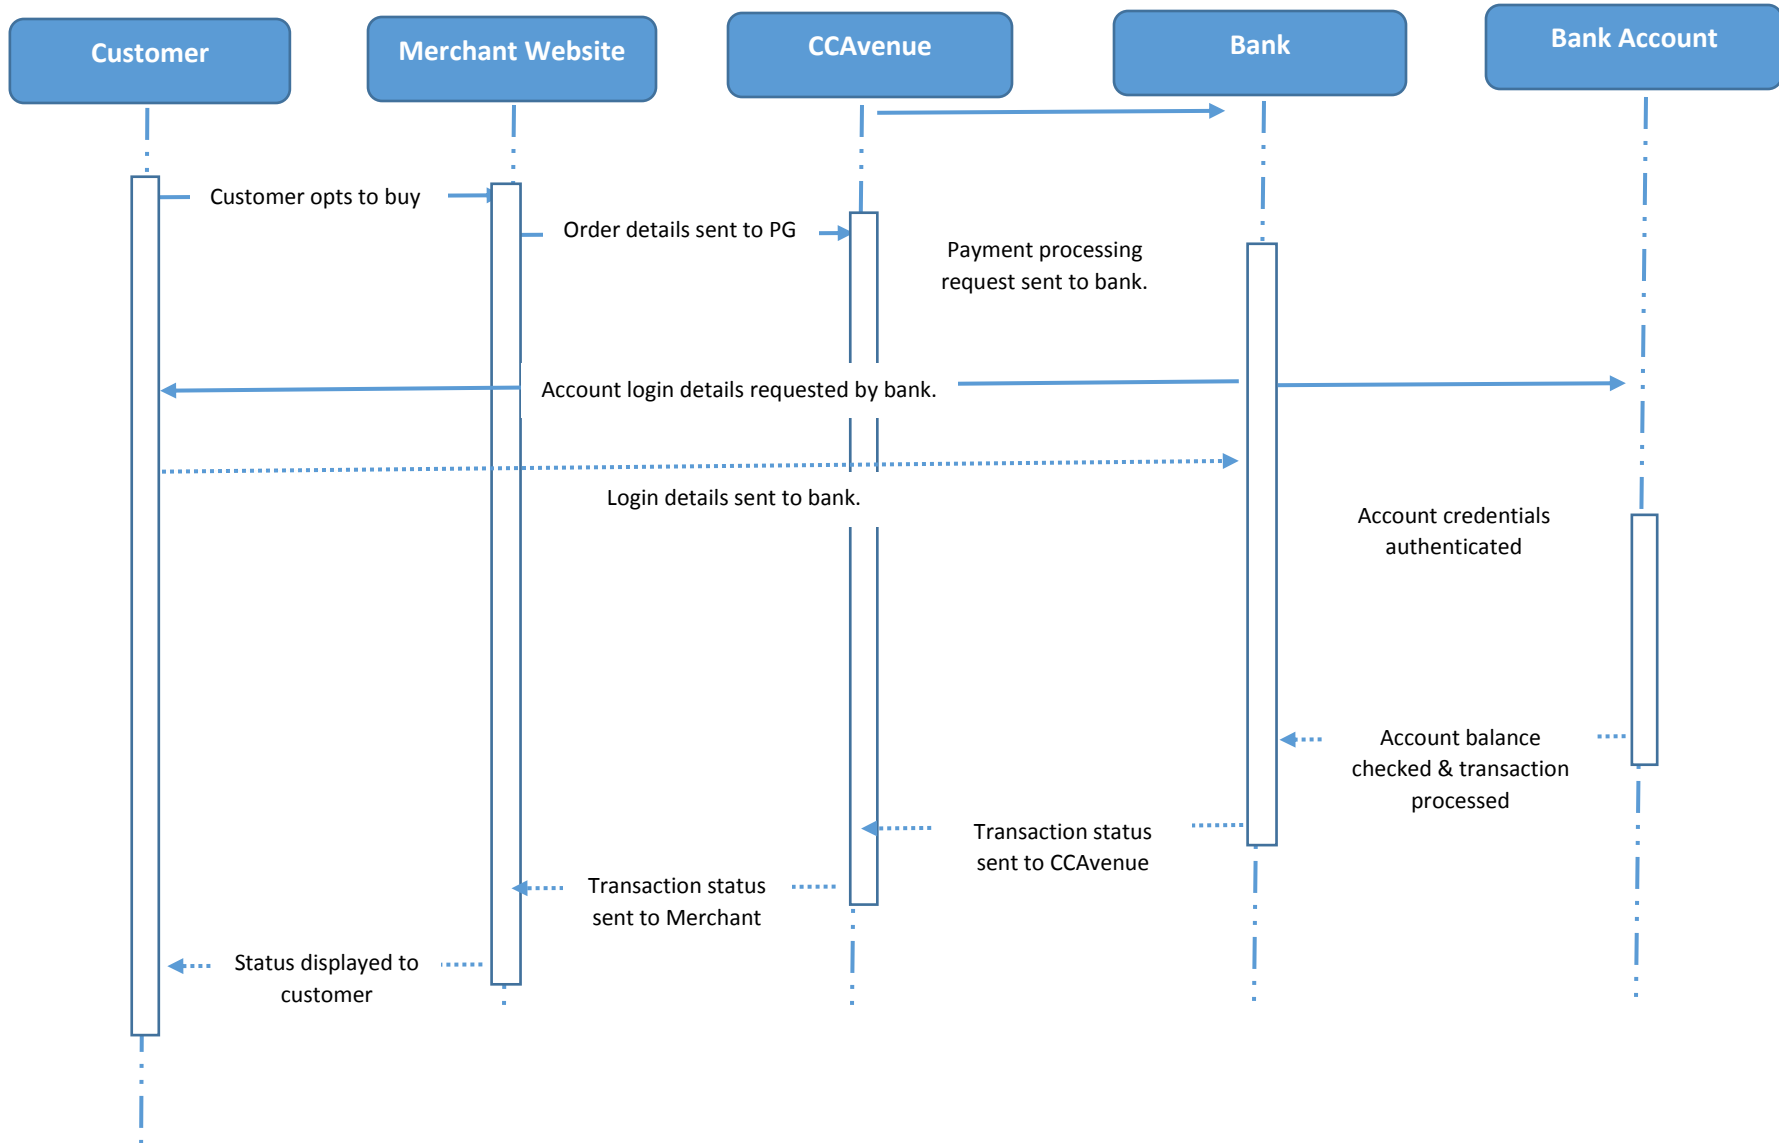 Customer
Merchant Website
CCAvenue
Bank
Bank Account
Customer opts to buy
Order details sent to PG
Payment processing
request sent to bank.
Account login details requested by bank.
Login details sent to bank.
Account credentials
authenticated
Account balance
checked & transaction
processed
Transaction status
sent to CCAvenue
Transaction status
sent to Merchant
Status displayed to
customer